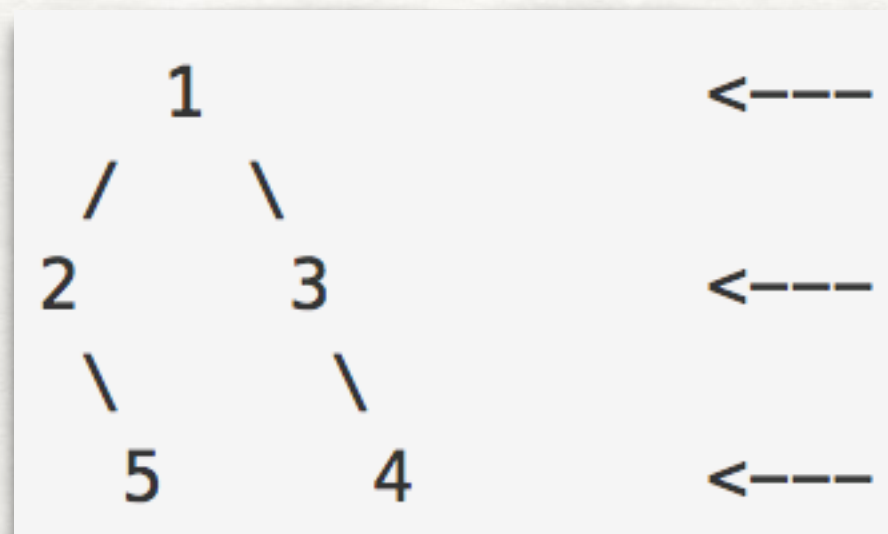 1 <---
/ \
2 3 <---
\ \
5 4 <---